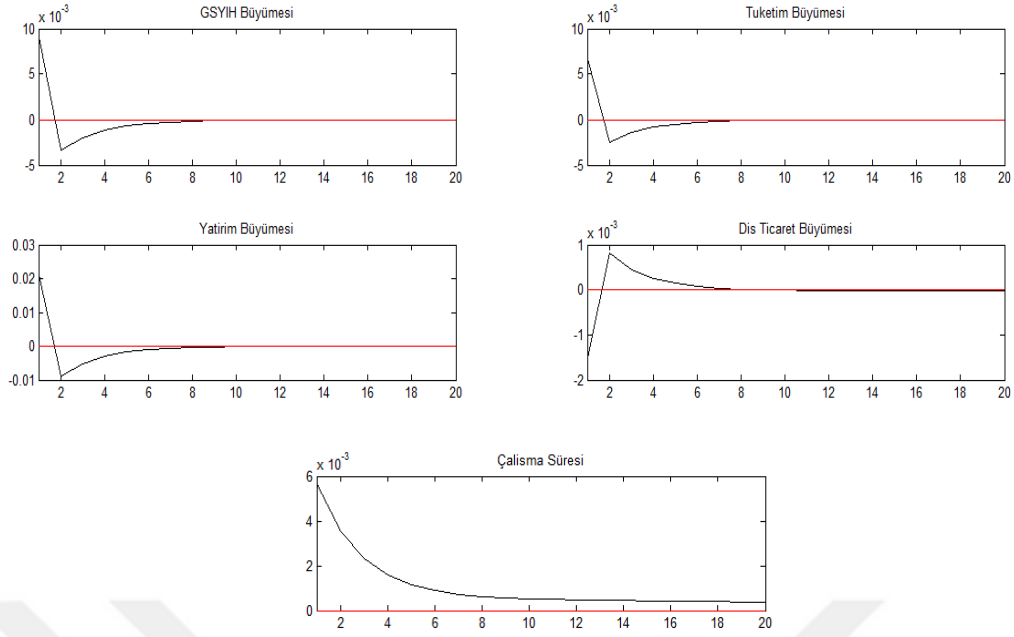 GSYIH Büyümesi
x 10^-3
10
5
0
-5
2 4 6 8 10 12 14 16 18 20
Tuketim Büyümesi
x 10^-3
10
5
0
-5
2 4 6 8 10 12 14 16 18 20
Yatirim Büyümesi
0.03
0.02
0.01
0
-0.01
2 4 6 8 10 12 14 16 18 20
Dis Ticaret Büyümesi
x 10^-3
1
0
-1
-2
2 4 6 8 10 12 14 16 18 20
Çalisma Süresi
x 10^-3
6
4
2
0
2 4 6 8 10 12 14 16 18 20